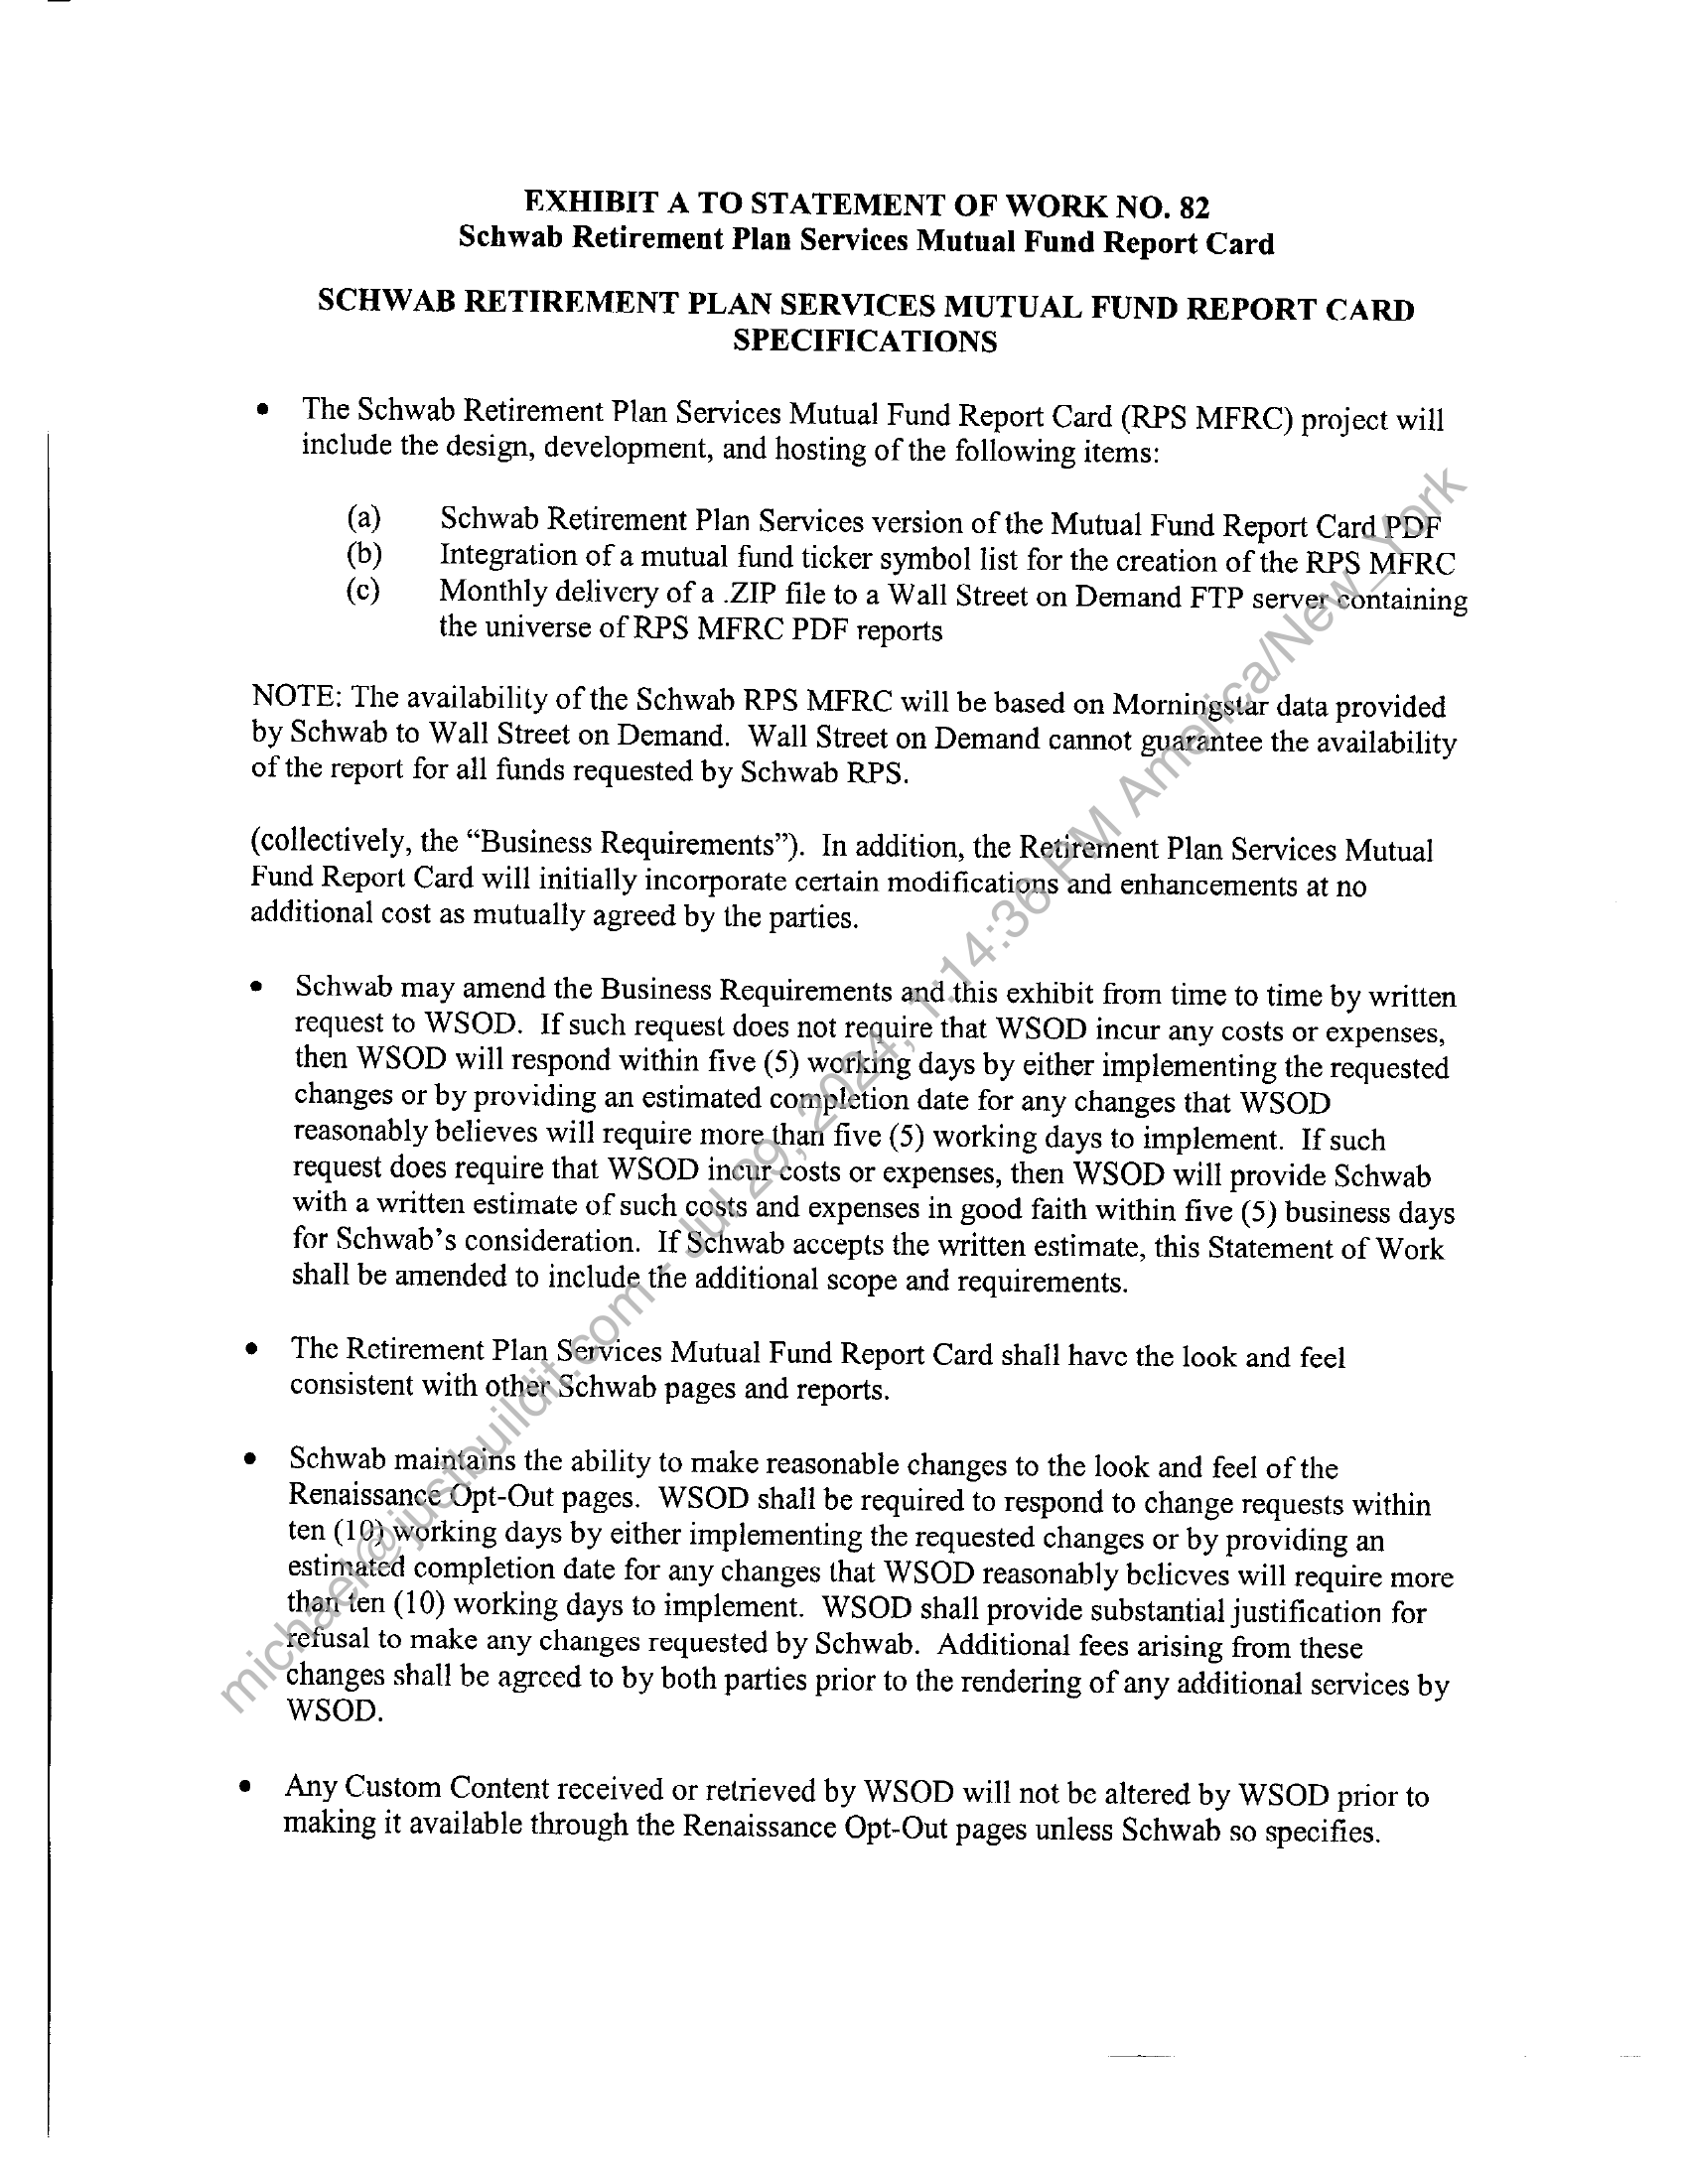 EXHIBIT A TO STATEMENT OF WORK NO. 82
Schwab Retirement Plan Services Mutual Fund Report Card
SCHWAB RETIREMENT PLAN SERVICES MUTUAL FUND REPORT CARD
SPECIFICATIONS
• The Schwab Retirement Plan Services Mutual Fund Report Card (RPS MFRC) project will
include the design, development, and hosting of the following items:
(a) Schwab Retirement Plan Services version of the Mutual Fund Report Card PDF
(b) Integration of a mutual fund ticker symbol list for the creation of the RPS MFRC
(c) Monthly delivery of a .ZIP file to a Wall Street on Demand FTP server containing
the universe of RPS MFRC PDF reports
NOTE: The availability of the Schwab RPS MFRC will be based on Morningstar data provided
by Schwab to Wall Street on Demand. Wall Street on Demand cannot guarantee the availability
of the report for all funds requested by Schwab RPS.
(collectively, the “Business Requirements”). In addition, the Retirement Plan Services Mutual
Fund Report Card will initially incorporate certain modifications and enhancements at no
additional cost as mutually agreed by the parties.
• Schwab may amend the Business Requirements and this exhibit from time to time by written
request to WSOD. If such request does not require that WSOD incur any costs or expenses,
then WSOD will respond within five (5) working days by either implementing the requested
changes or by providing an estimated completion date for any changes that WSOD
reasonably believes will require more than five (5) working days to implement. If such
request does require that WSOD incur costs or expenses, then WSOD will provide Schwab
with a written estimate of such costs and expenses in good faith within five (5) business days
for Schwab’s consideration. If Schwab accepts the written estimate, this Statement of Work
shall be amended to include the additional scope and requirements.
• The Retirement Plan Services Mutual Fund Report Card shall have the look and feel
consistent with other Schwab pages and reports.
• Schwab maintains the ability to make reasonable changes to the look and feel of the
Renaissance Opt-Out pages. WSOD shall be required to respond to change requests within
ten (10) working days by either implementing the requested changes or by providing an
estimated completion date for any changes that WSOD reasonably believes will require more
than ten (10) working days to implement. WSOD shall provide substantial justification for
refusal to make any changes requested by Schwab. Additional fees arising from these
changes shall be agreed to by both parties prior to the rendering of any additional services by
WSOD.
• Any Custom Content received or retrieved by WSOD will not be altered by WSOD prior to
making it available through the Renaissance Opt-Out pages unless Schwab so specifies.
michael@justbuildit.com - Jul 29, 2024, 1:14:36 PM America/New_York